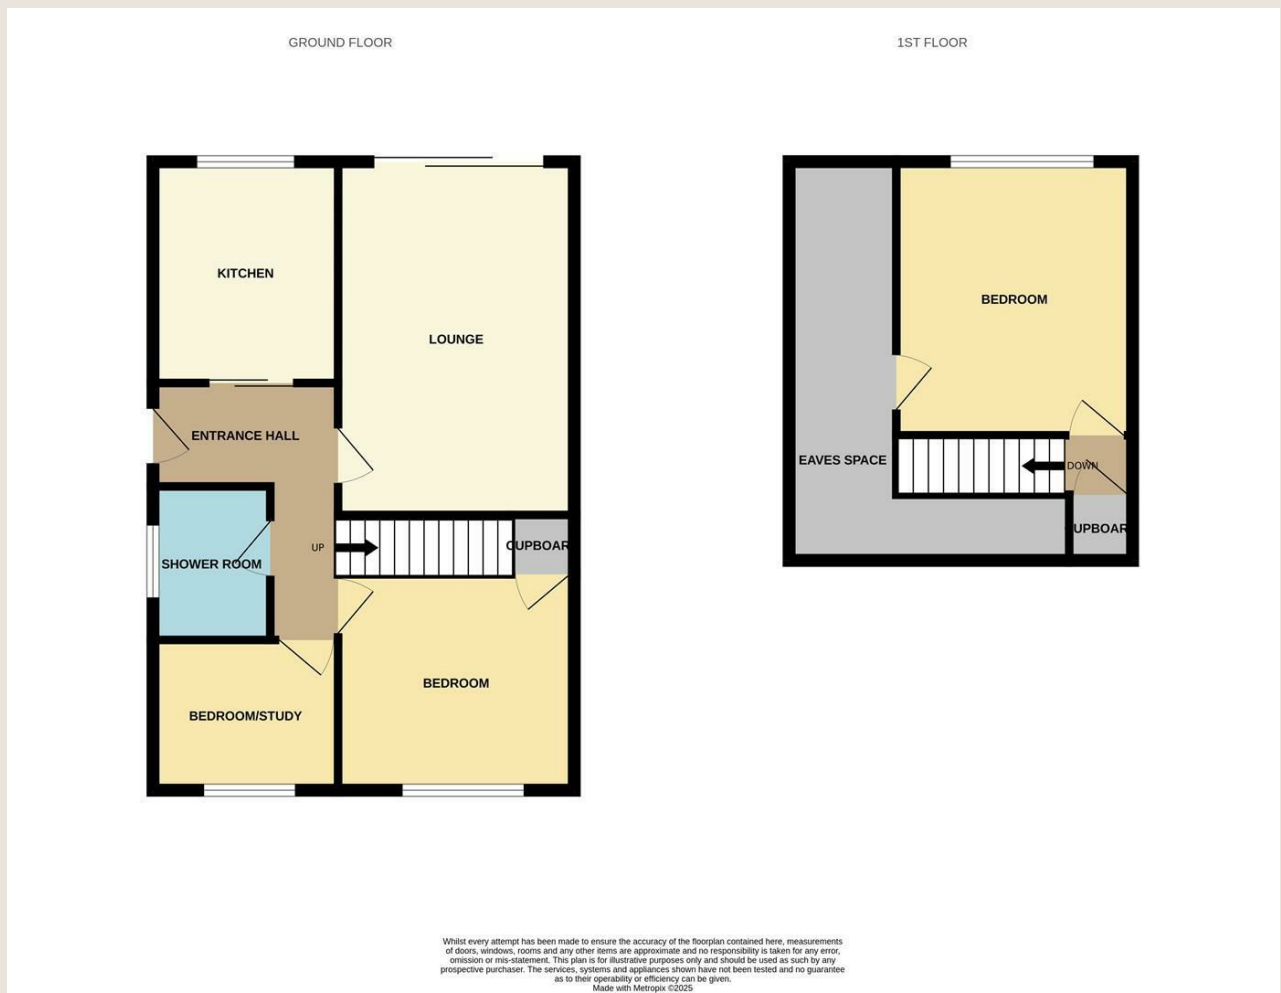 GROUND FLOOR
1ST FLOOR
KITCHEN
LOUNGE
ENTRANCE HALL
UP
CUPBOAR
SHOWER ROOM
BEDROOM
BEDROOM/STUDY
BEDROOM
EAVES SPACE
DOWN
CUPBOAR
Whilst every attempt has been made to ensure the accuracy of the floorplan contained here, measurements
of doors, windows, rooms and any other items are approximate and no responsibility is taken for any error,
omission or mis-statement. This plan is for illustrative purposes only and should be used as such by any
prospective purchaser. The services, systems and appliances shown have not been tested and no guarantee
as to their operability or efficiency can be given.
Made with Metropix ©2025